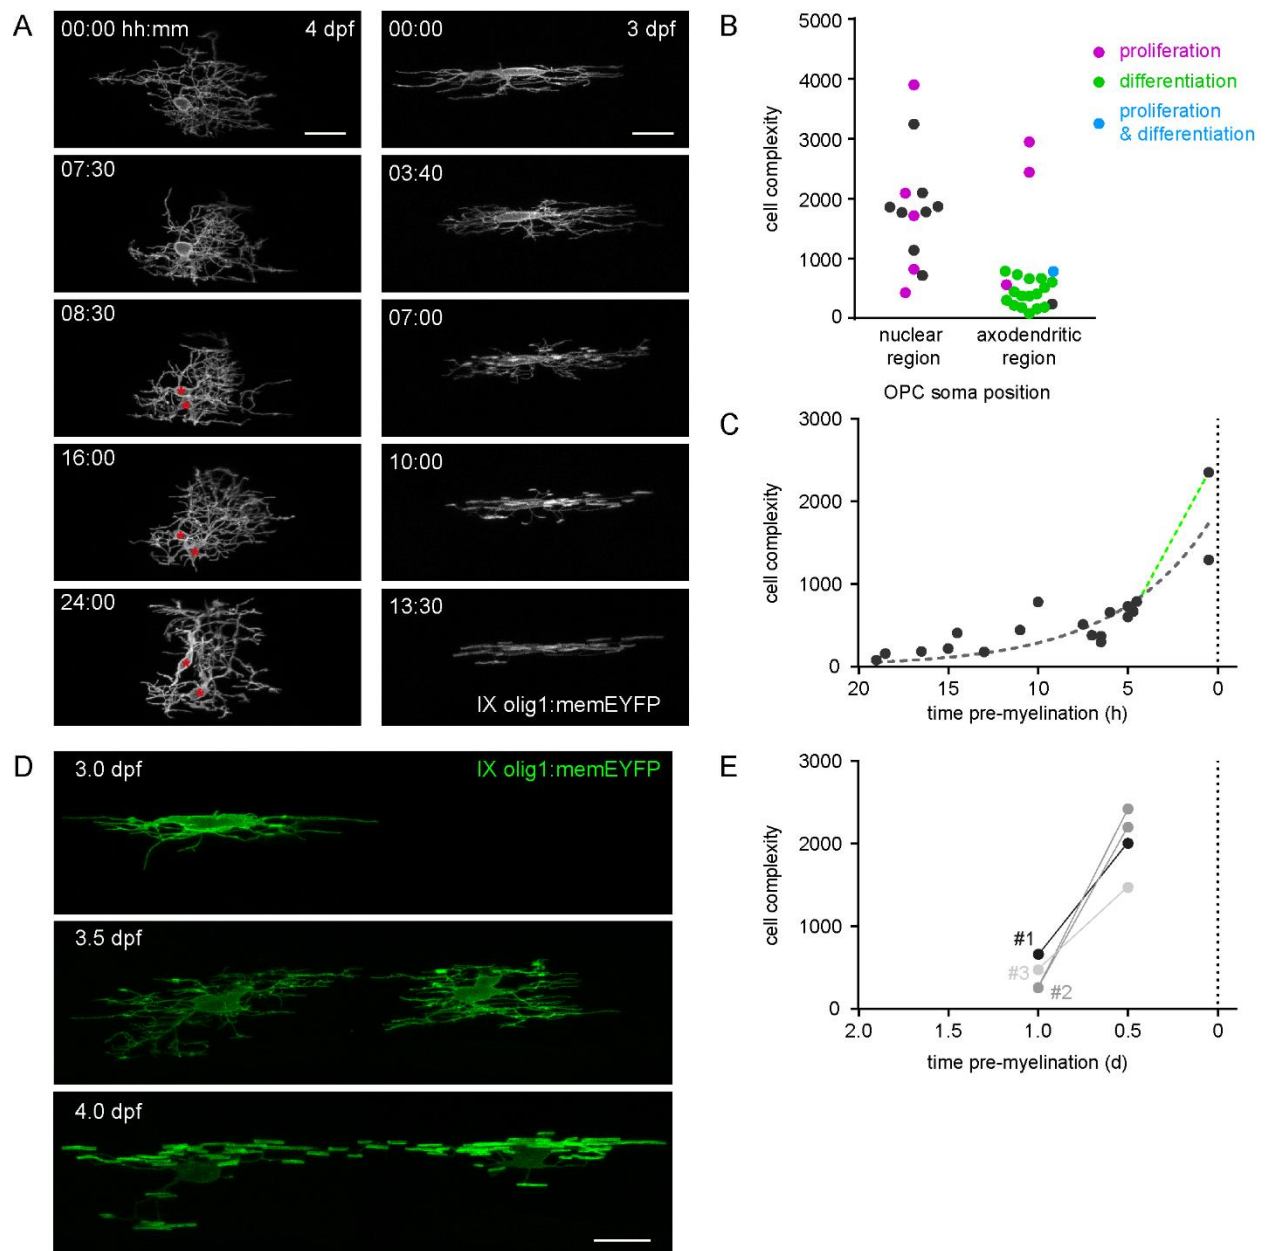 A
00:00 hh:mm
4 dpf
07:30
08:30
16:00
24:00
00:00
3 dpf
03:40
07:00
10:00
13:30
IX olig1:memEYFP
B
5000
4000
3000
2000
1000
0
cell complexity
nuclear
region
axodendritic
region
OPC soma position
proliferation
differentiation
proliferation
& differentiation
C
3000
2000
1000
0
cell complexity
20
15
10
5
0
time pre-myelination (h)
D
3.0 dpf
IX olig1:memEYFP
3.5 dpf
4.0 dpf
E
3000
2000
1000
0
cell complexity
#1
#3
#2
2.0
1.5
1.0
0.5
0
time pre-myelination (d)